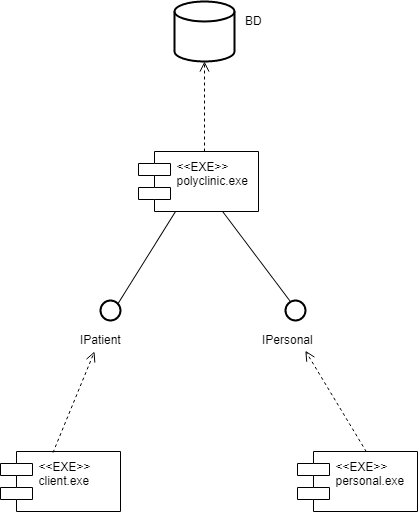 BD
<<EXE>>
polyclinic.exe
IPatient
IPersonal
<<EXE>>
client.exe
<<EXE>>
personal.exe